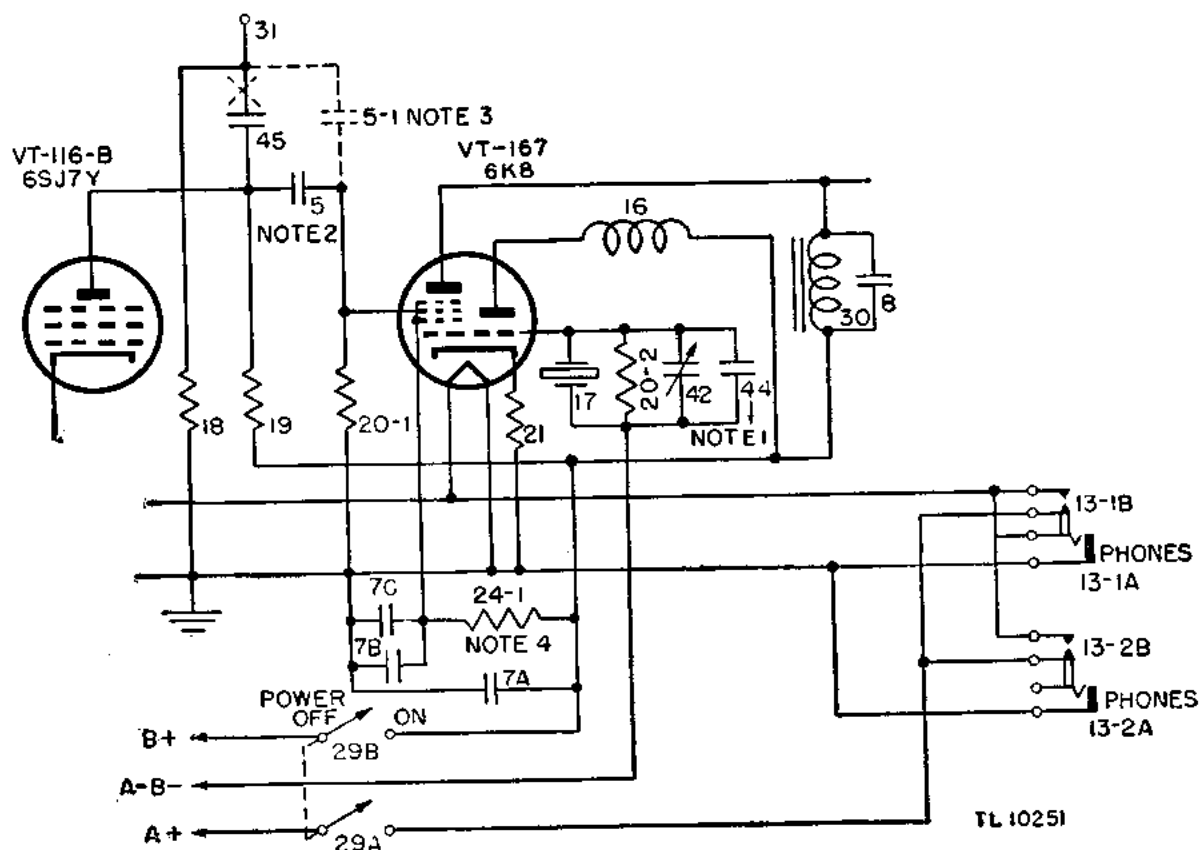 31
45
5-1 NOTE 3
VT-116-B
6SJ7Y
5
NOTE 2
VT-167
6K8
16
30
8
18
19
20-1
21
17
20-2
42
44
NOTE 1
13-1B
PHONES
13-1A
7C
24-1
NOTE 4
7B
7A
13-2B
PHONES
13-2A
POWER
OFF
ON
B+
29B
A-B-
A+
29A
TL 10251